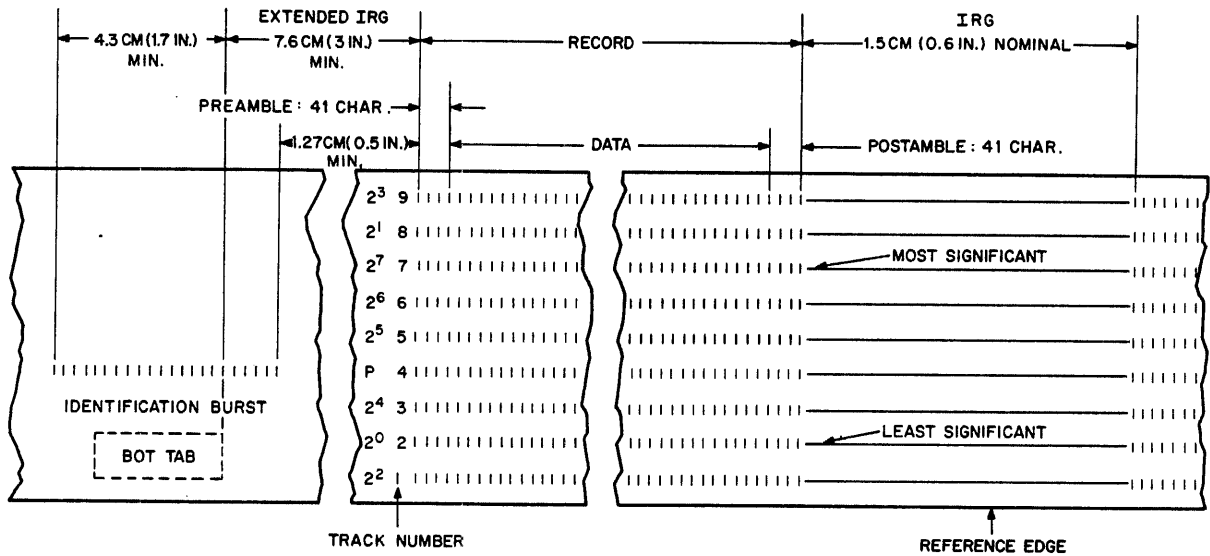 EXTENDED IRG
IRG
4.3 CM (1.7 IN.) MIN.
7.6 CM (3 IN.) MIN.
RECORD
1.5 CM (0.6 IN.) NOMINAL
PREAMBLE: 41 CHAR.
1.27 CM (0.5 IN.) MIN.
DATA
POSTAMBLE: 41 CHAR.
2³ 9
2¹ 8
2⁷ 7
MOST SIGNIFICANT
2⁶ 6
2⁵ 5
P 4
IDENTIFICATION BURST
2⁴ 3
BOT TAB
2⁰ 2
LEAST SIGNIFICANT
2² 1
TRACK NUMBER
REFERENCE EDGE